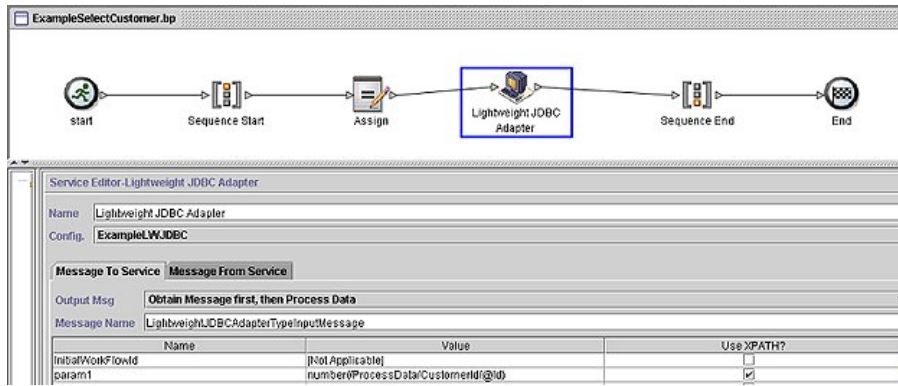 ExampleSelectCustomer.bp
start
Sequence Start
Assign
Lightweight JDBC
Adapter
Sequence End
End
Service Editor-Lightweight JDBC Adapter
Name Lightweight JDBC Adapter
Config. ExampleLWJDBC
Message To Service Message From Service
Output Msg Obtain Message first, then Process Data
Message Name LightweightJDBCAdapterTypeInputMessage
Name Value Use XPATH?
InitialWorkFlowId [Not Applicable]
param1 number(/ProcessData/CustomerId/@Id)